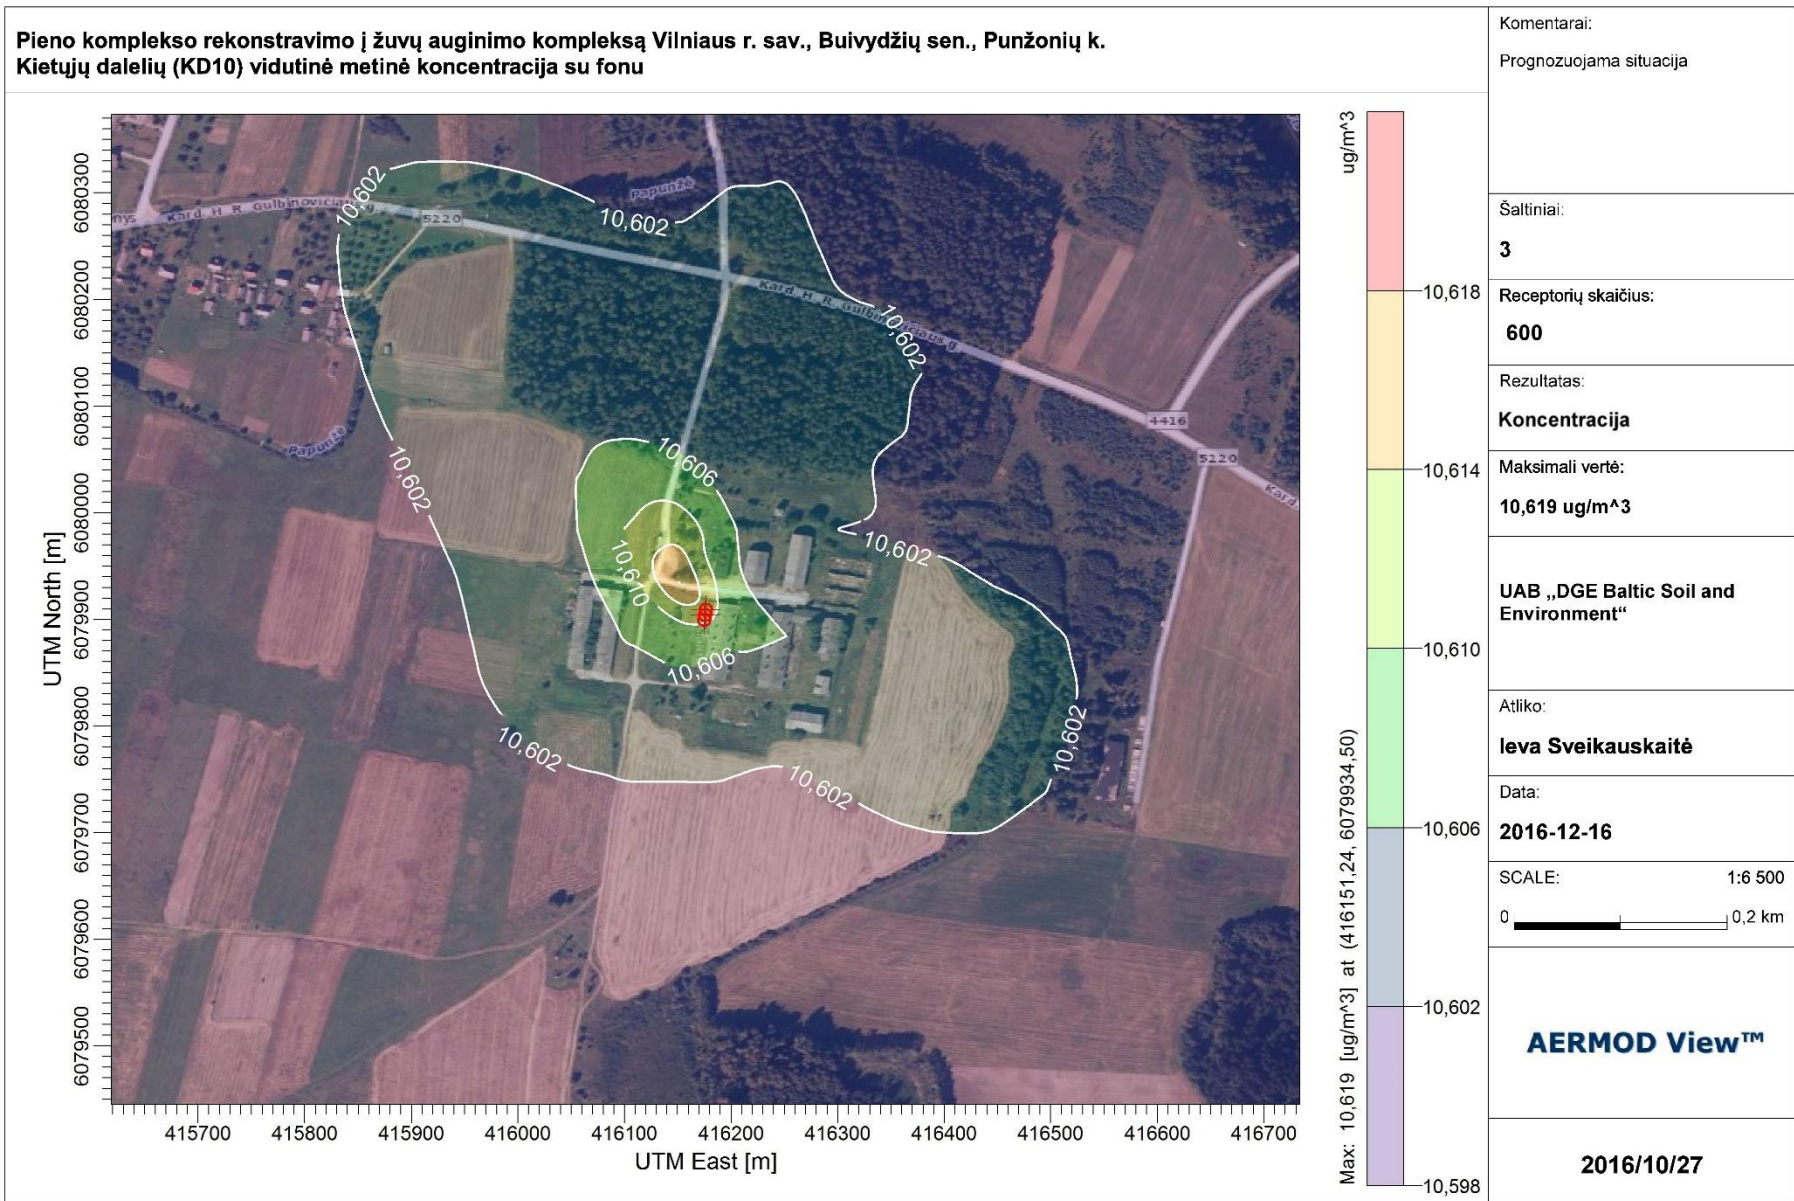 Pieno komplekso rekonstravimo į žuvų auginimo kompleksą Vilniaus r. sav., Buivydžių sen., Punžonių k.
Kietųjų dalelių (KD10) vidutinė metinė koncentracija su fonu
Komentarai:
Prognozuojama situacija
Šaltiniai:
3
Receptorių skaičius:
600
Rezultatas:
Koncentracija
Maksimali vertė:
10,619 ug/m^3
UAB „DGE Baltic Soil and
Environment“
Atliko:
Ieva Sveikauskaitė
Data:
2016-12-16
SCALE:
1:6 500
0
0,2 km
AERMOD View™
2016/10/27
UTM North [m]
6080300
6080200
6080100
6080000
6079900
6079800
6079700
6079600
6079500
415700
415800
415900
416000
416100
416200
416300
416400
416500
416600
416700
UTM East [m]
ug/m^3
10,618
10,614
10,610
10,606
10,602
10,598
Max: 10,619 [ug/m^3] at (416151,24, 6079934,50)
10,602
10,602
10,602
10,602
10,602
10,602
10,602
10,602
10,606
10,606
10,610
Papunžė
Papunžė
nys
Kard. H. R. Gulbinovičiaus g.
5220
Kard. H. R. Gulbinovičiaus g.
4416
5220
Kard.